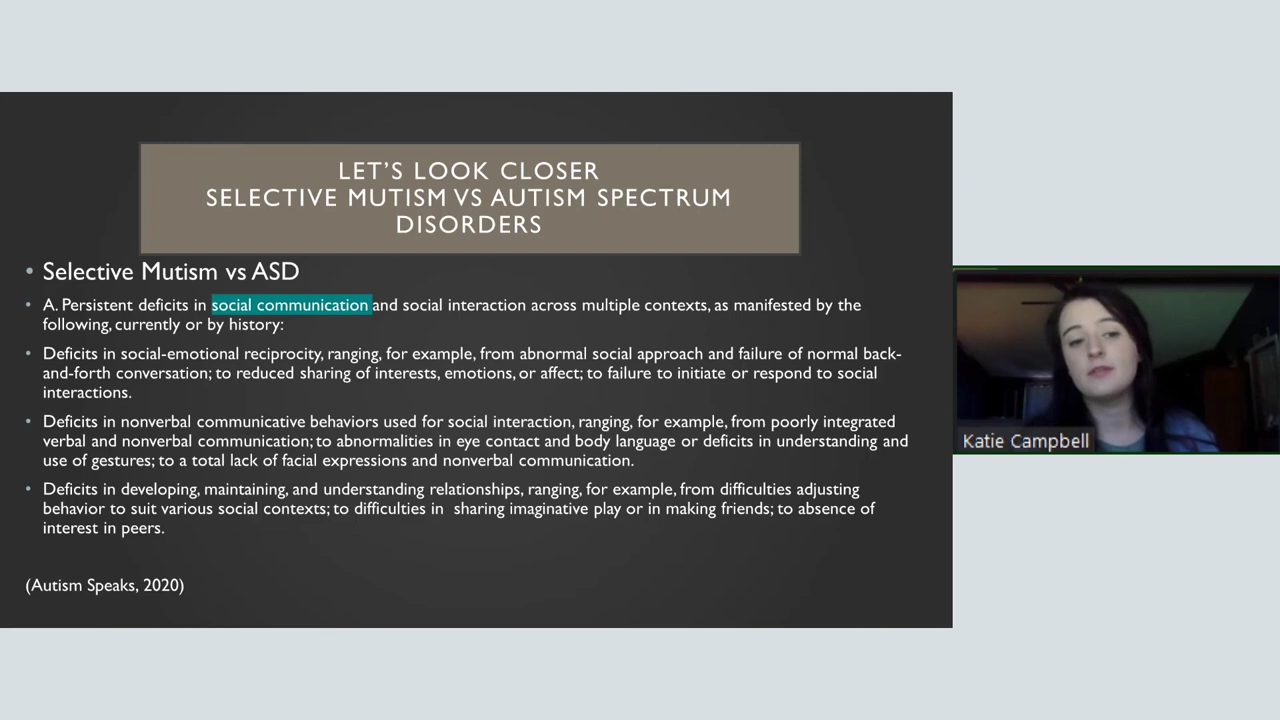 LET'S LOOK CLOSER
SELECTIVE MUTISM VS AUTISM SPECTRUM
DISORDERS
• Selective Mutism vs ASD
• A. Persistent deficits in social communication and social interaction across multiple contexts, as manifested by the
following, currently or by history:
• Deficits in social-emotional reciprocity, ranging, for example, from abnormal social approach and failure of normal back-
and-forth conversation; to reduced sharing of interests, emotions, or affect; to failure to initiate or respond to social
interactions.
• Deficits in nonverbal communicative behaviors used for social interaction, ranging, for example, from poorly integrated
verbal and nonverbal communication; to abnormalities in eye contact and body language or deficits in understanding and
use of gestures; to a total lack of facial expressions and nonverbal communication.
• Deficits in developing, maintaining, and understanding relationships, ranging, for example, from difficulties adjusting
behavior to suit various social contexts; to difficulties in  sharing imaginative play or in making friends; to absence of
interest in peers.
(Autism Speaks, 2020)
Katie Campbell